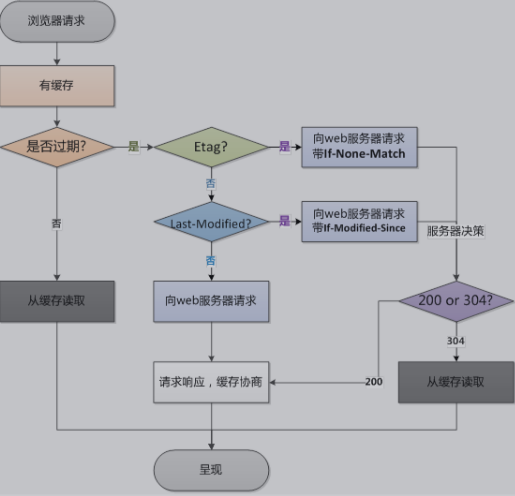 浏览器请求
有缓存
是否过期?
是
Etag?
是
向web服务器请求
带If-None-Match
否
否
Last-Modified?
是
向web服务器请求
带If-Modified-Since
服务器决策
否
从缓存读取
向web服务器请求
200 or 304?
304
请求响应，缓存协商
200
从缓存读取
呈现